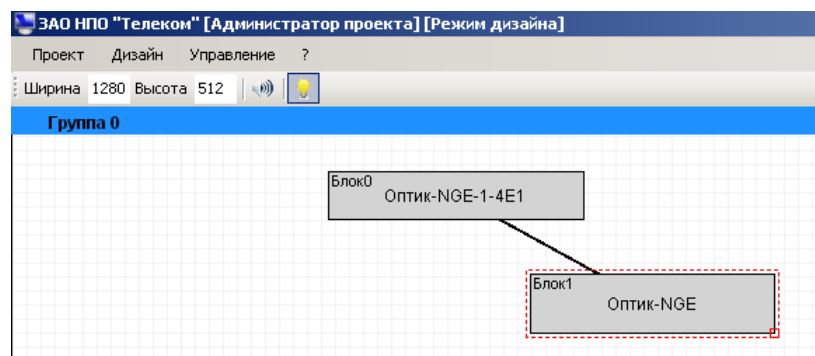 ЗАО НПО "Телеком" [Администратор проекта] [Режим дизайна]
Проект Дизайн Управление ?
Ширина 1280 Высота 512
Группа 0
Блок0
Оптик-NGE-1-4E1
Блок1
Оптик-NGE